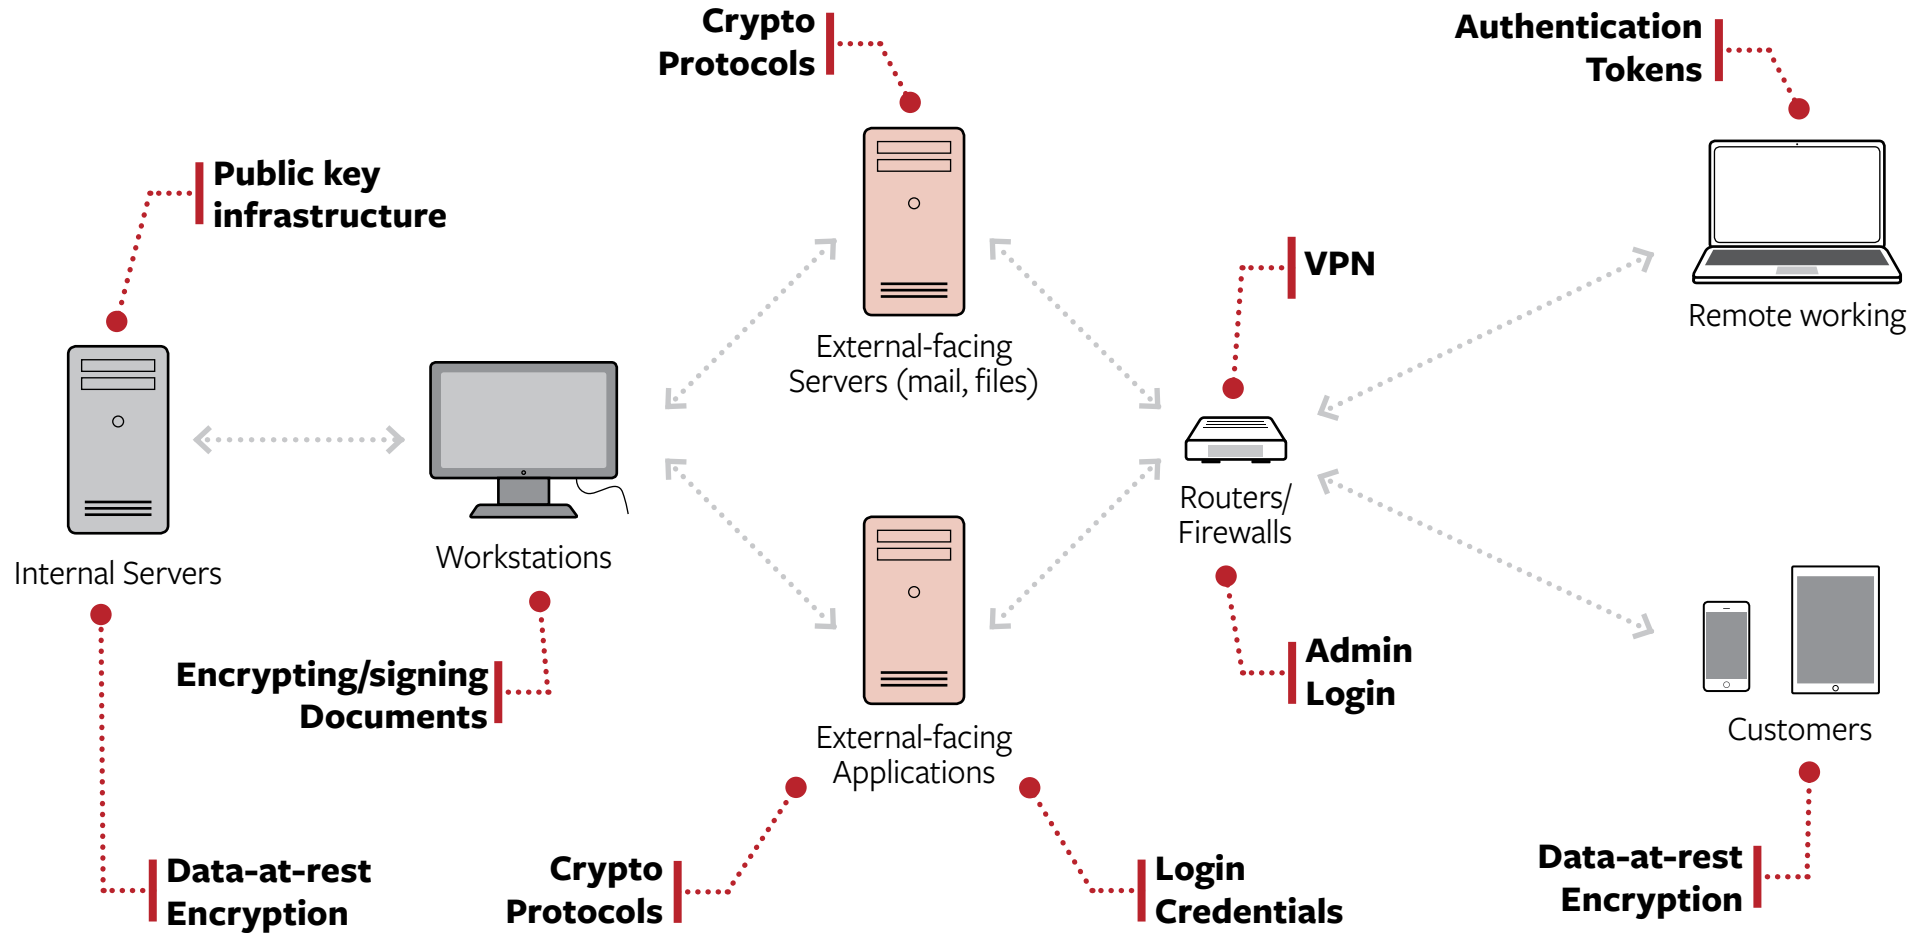 Crypto
Protocols
Authentication
Tokens
Public key
infrastructure
VPN
Remote working
External-facing
Servers (mail, files)
Routers/
Firewalls
Workstations
Internal Servers
Encrypting/signing
Documents
Admin
Login
External-facing
Applications
Customers
Data-at-rest
Encryption
Crypto
Protocols
Login
Credentials
Data-at-rest
Encryption